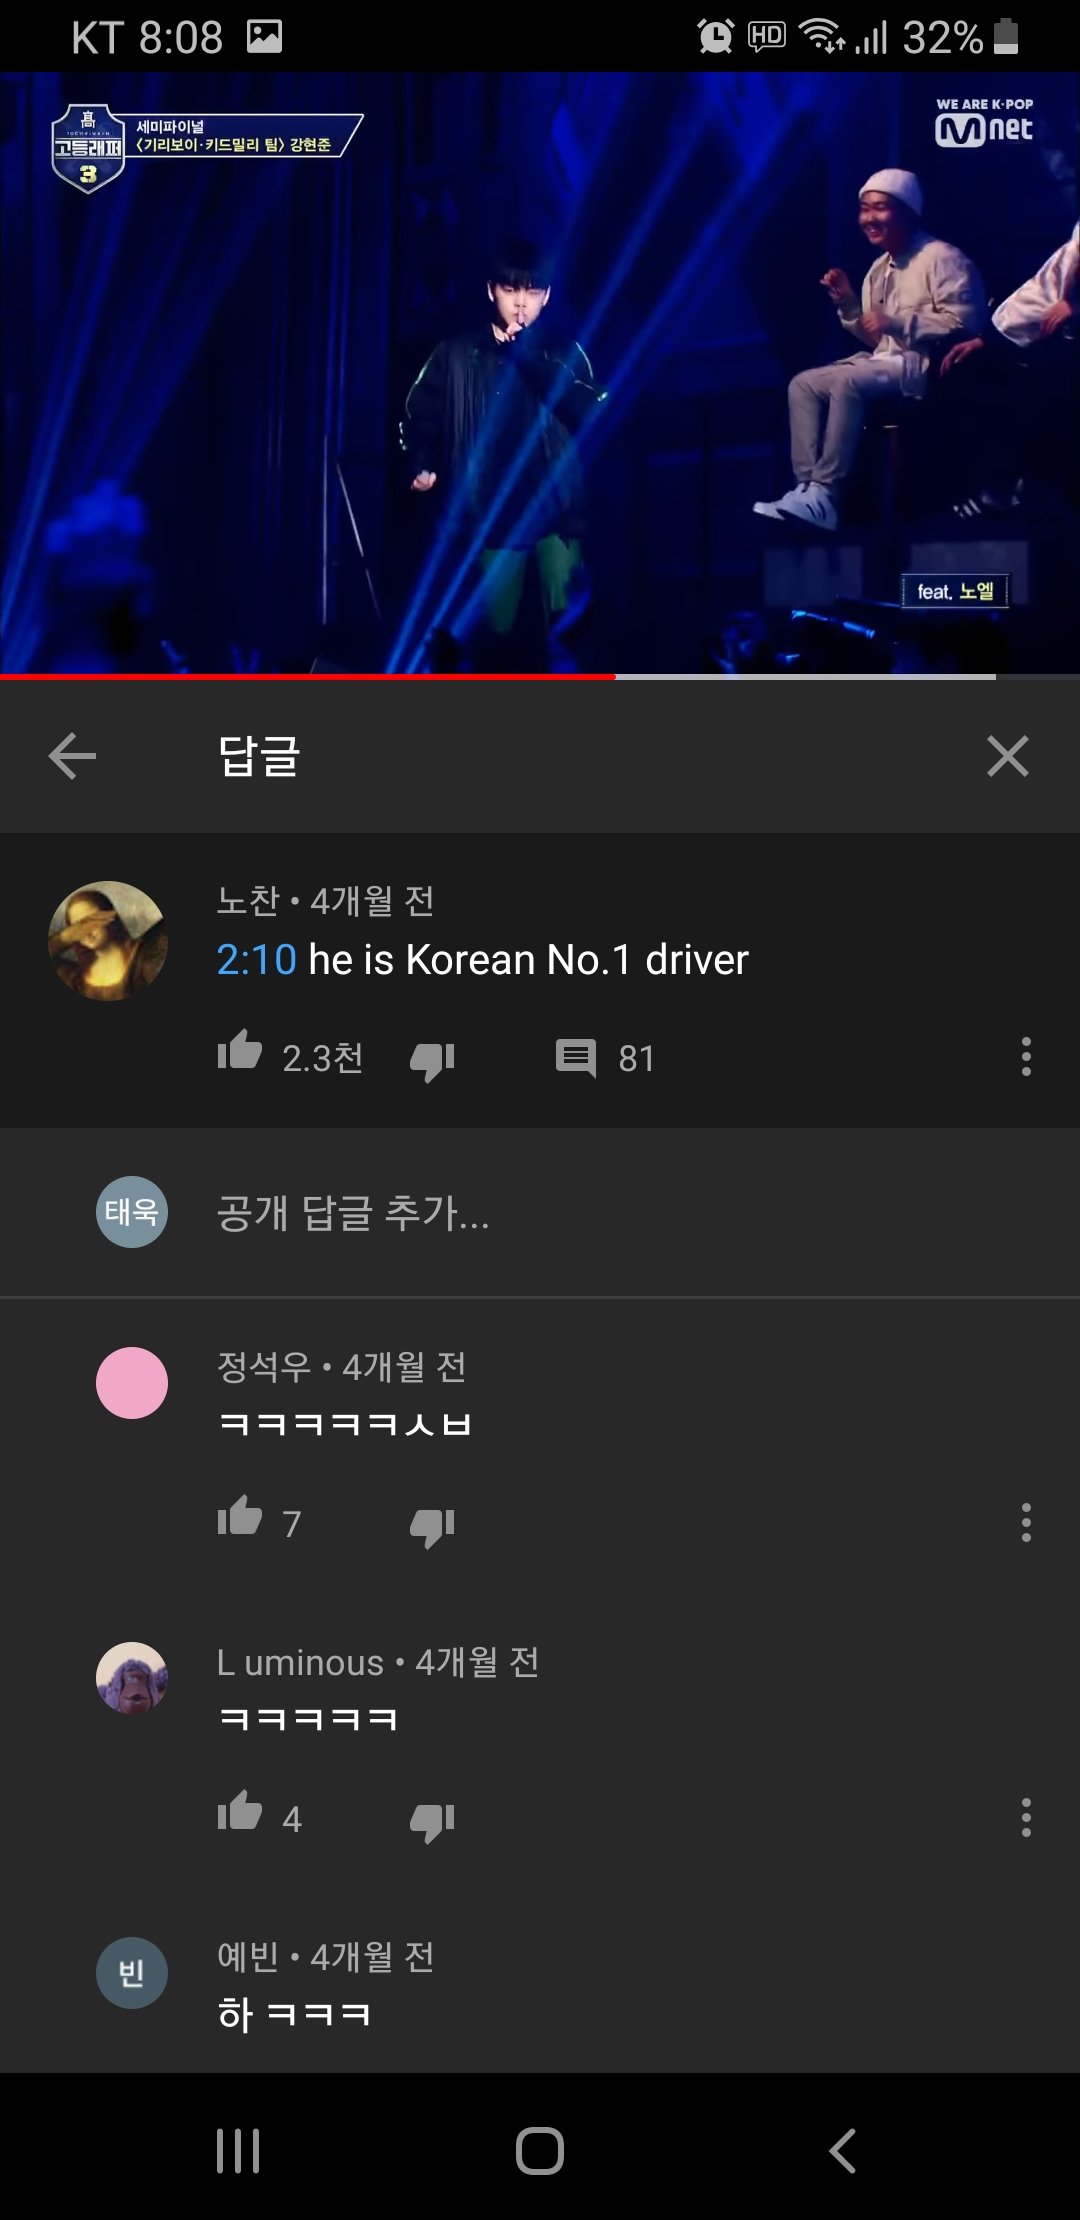 KT 8:08
HD
32%
高
고등래퍼
3
세미파이널
<기리보이·키드밀리 팀> 강현준
WE ARE K-POP
Mnet
feat. 노엘
답글
노찬 • 4개월 전
2:10 he is Korean No.1 driver
2.3천
81
태욱
공개 답글 추가...
정석우 • 4개월 전
ㅋㅋㅋㅋㅋㅅㅂ
7
L uminous • 4개월 전
ㅋㅋㅋㅋㅋ
4
빈
예빈 • 4개월 전
하 ㅋㅋㅋ